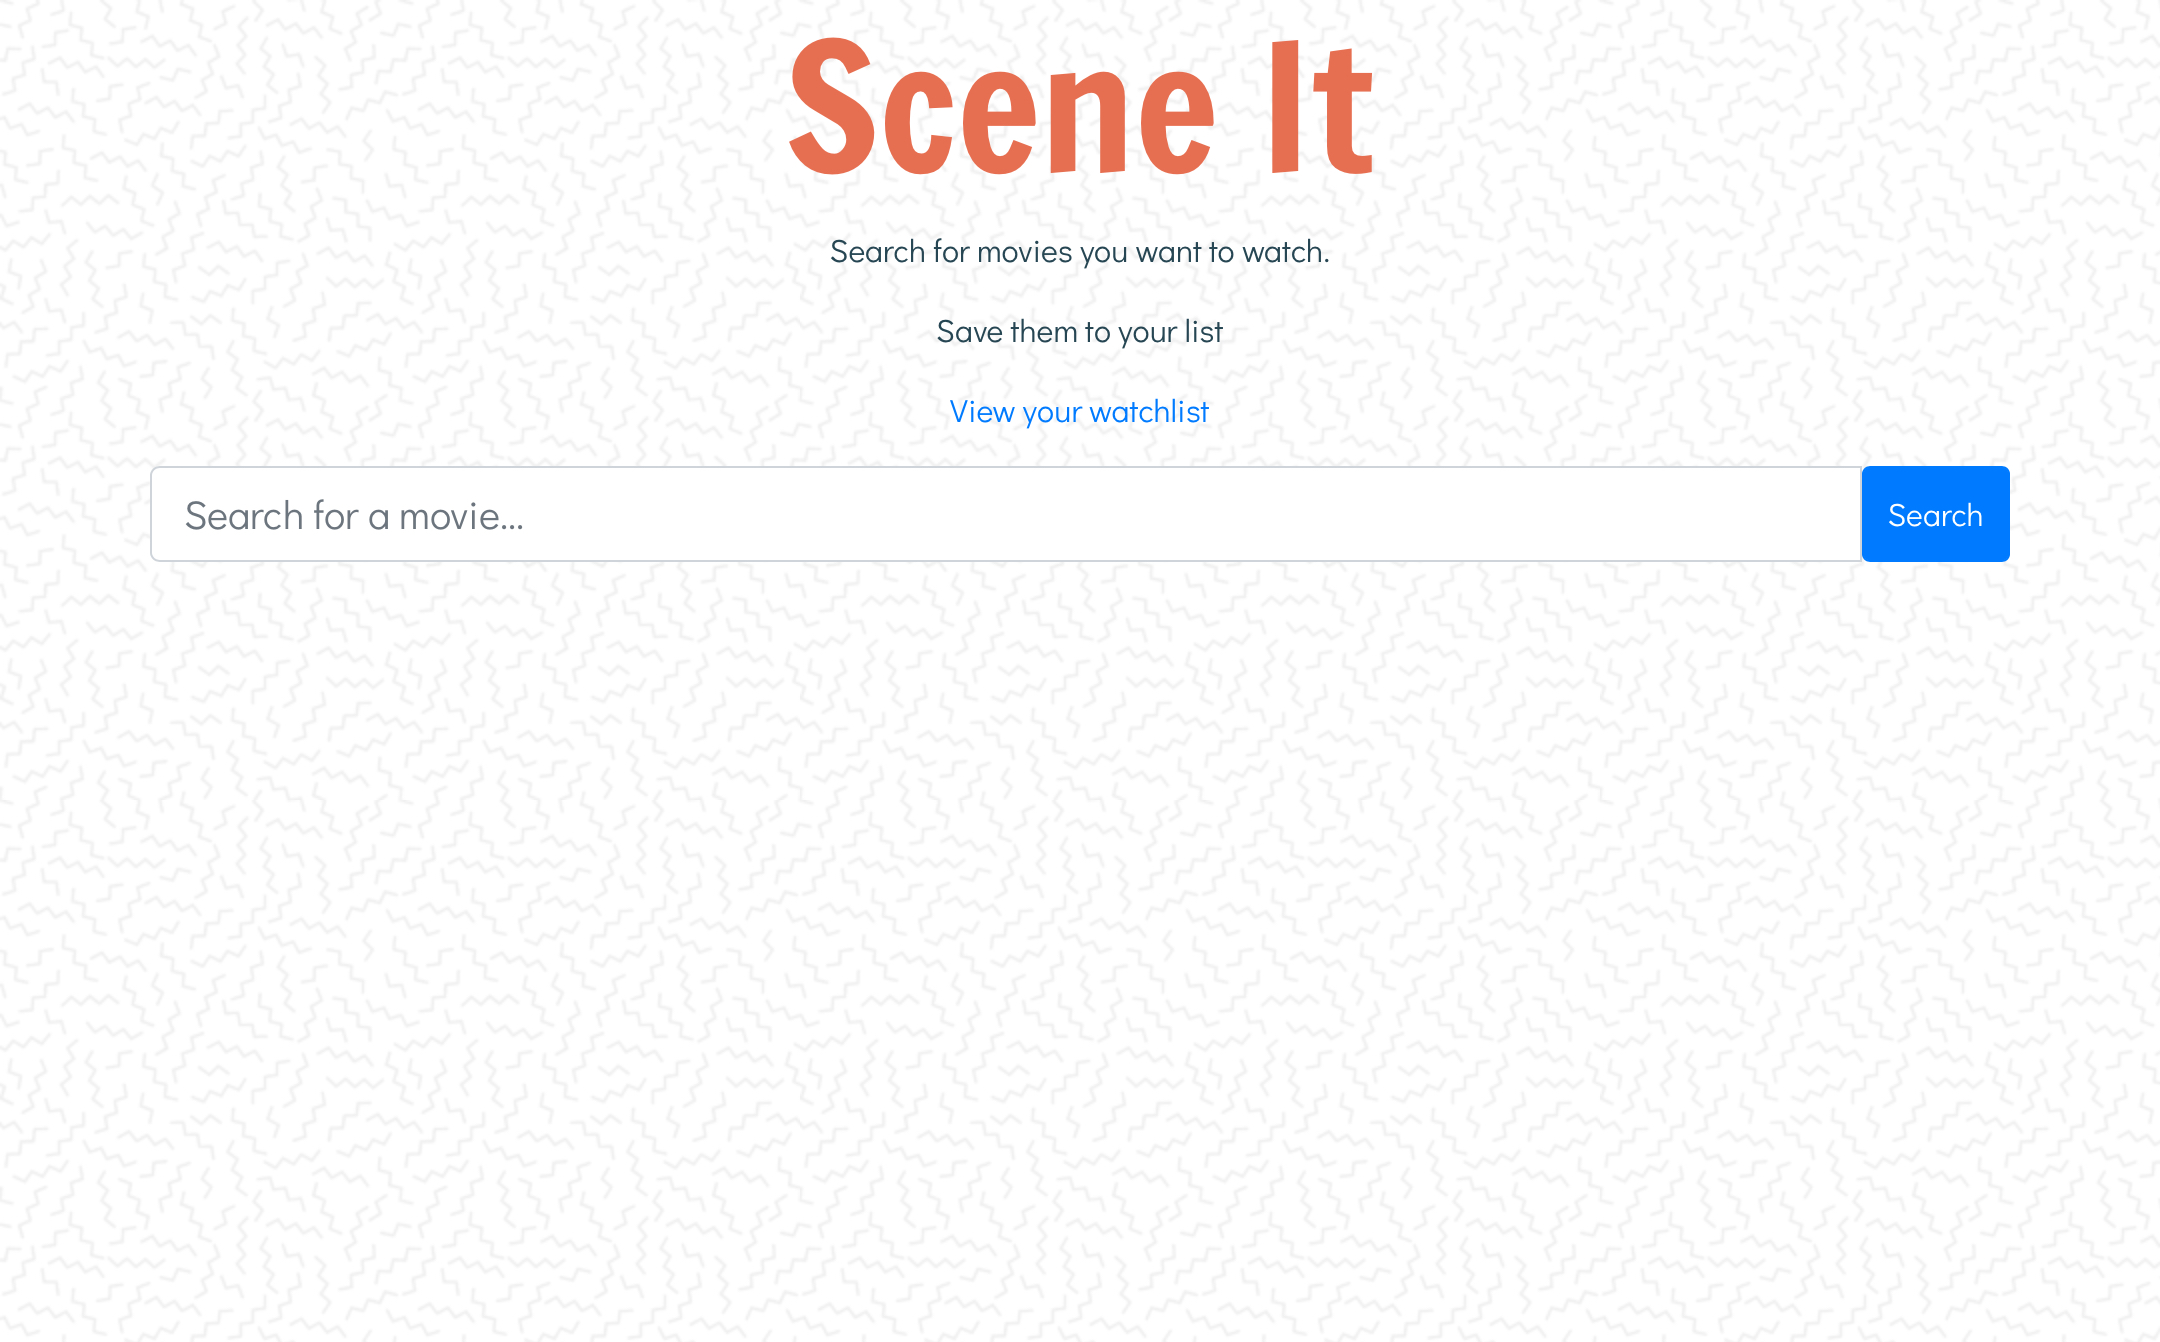 Scene It
Search for movies you want to watch.
Save them to your list
View your watchlist
Search for a movie...
Search